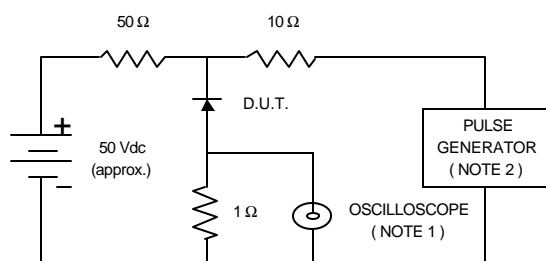 50 Ω
10 Ω
D.U.T.
+
50 Vdc
(approx.)
−
PULSE
GENERATOR
( NOTE 2 )
1 Ω
OSCILLOSCOPE
( NOTE 1 )